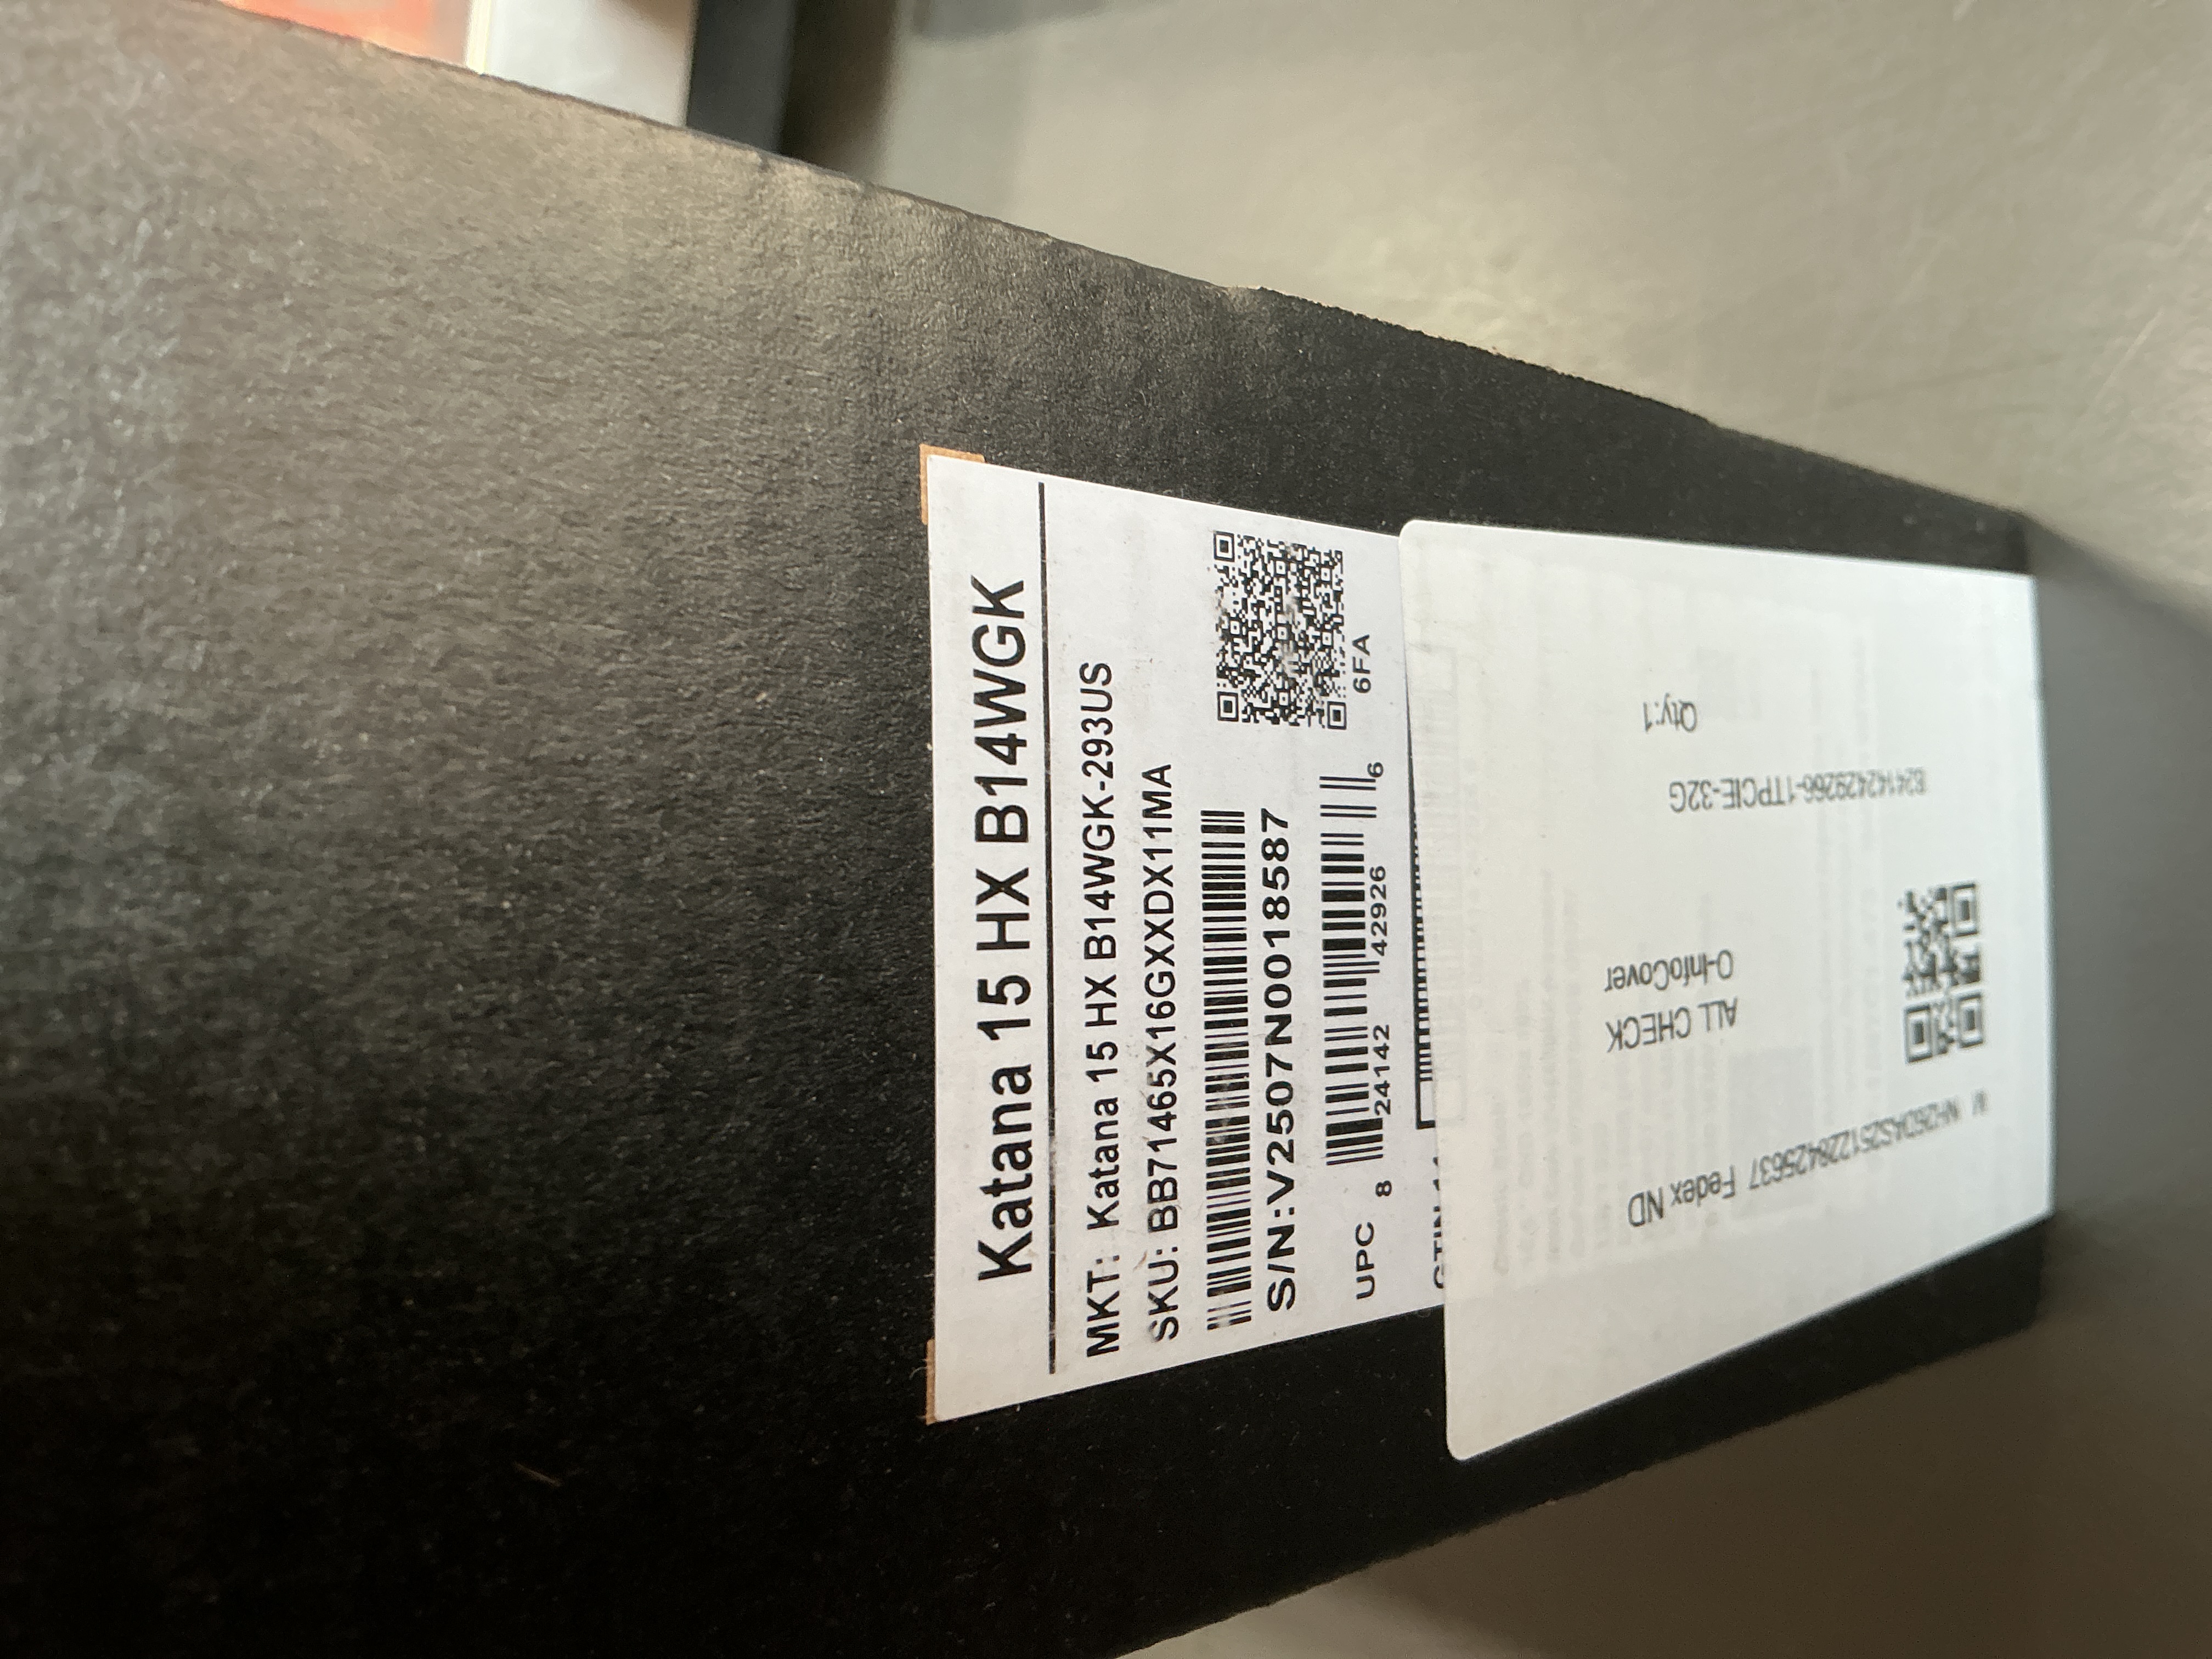 Katana 15 HX B14WGK
MKT: Katana 15 HX B14WGK-293US
SKU: BB71465X16GXXDX11MA
S/N:V2507N0018587
6FA
UPC
8 24142 42926 6
Fedex ND
ALL CHECK
O-InfoCover
824142429266-1TPCIE-32G
Qty:1